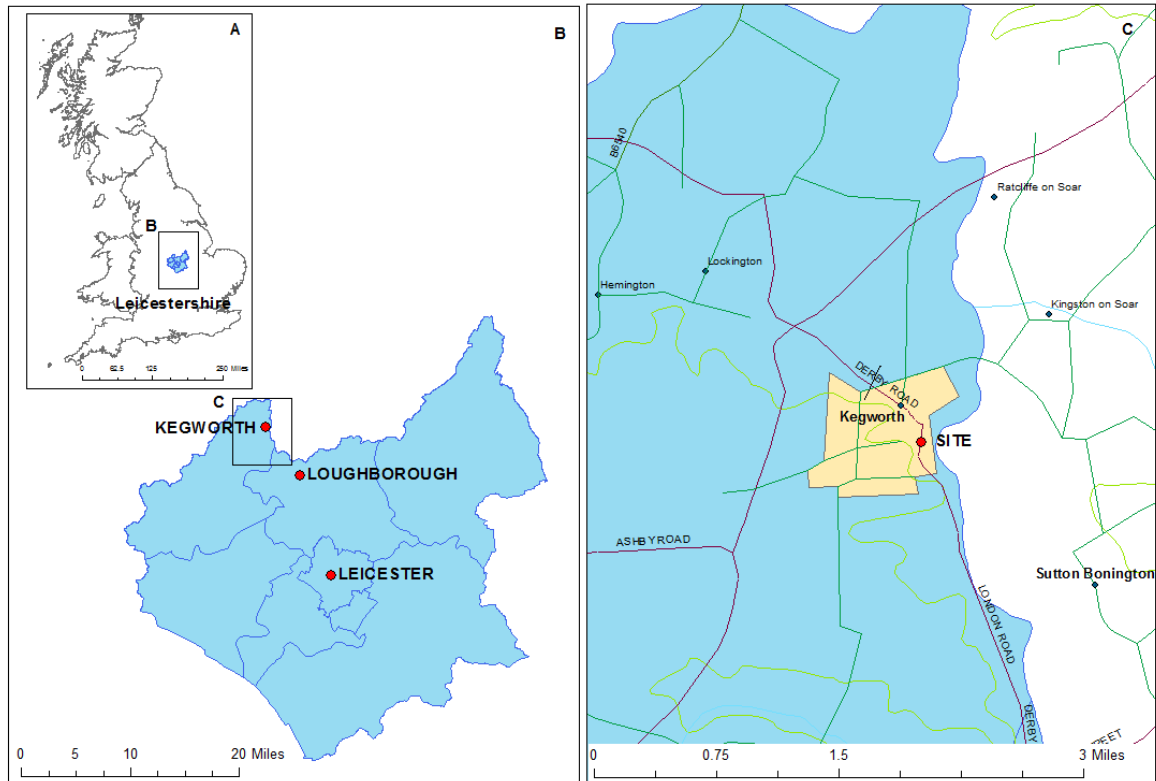 A
B
Leicestershire
0 62.5 125 250 Miles
B
C
KEGWORTH
LOUGHBOROUGH
LEICESTER
0 5 10 20 Miles
C
B6540
Ratcliffe on Soar
Lockington
Hemington
Kingston on Soar
DERBY ROAD
Kegworth
SITE
ASHBY ROAD
Sutton Bonington
LONDON ROAD
DERBY
REET
0 0.75 1.5 3 Miles